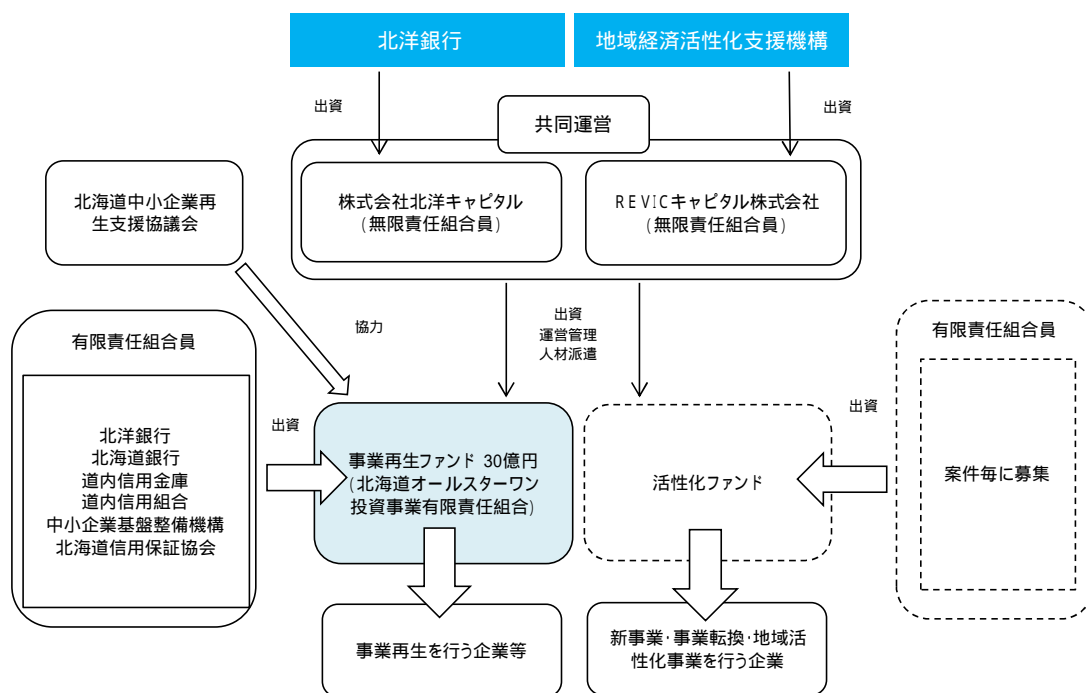 北洋銀行
地域経済活性化支援機構
出資
出資
共同運営
北海道中小企業再
生支援協議会
株式会社北洋キャピタル
(無限責任組合員)
REVICキャピタル株式会社
(無限責任組合員)
協力
出資
運営管理
人材派遣
有限責任組合員
北洋銀行
北海道銀行
道内信用金庫
道内信用組合
中小企業基盤整備機構
北海道信用保証協会
出資
事業再生ファンド 30億円
(北海道オールスターワン
投資事業有限責任組合)
活性化ファンド
出資
有限責任組合員
案件毎に募集
事業再生を行う企業等
新事業・事業転換・地域活
性化事業を行う企業